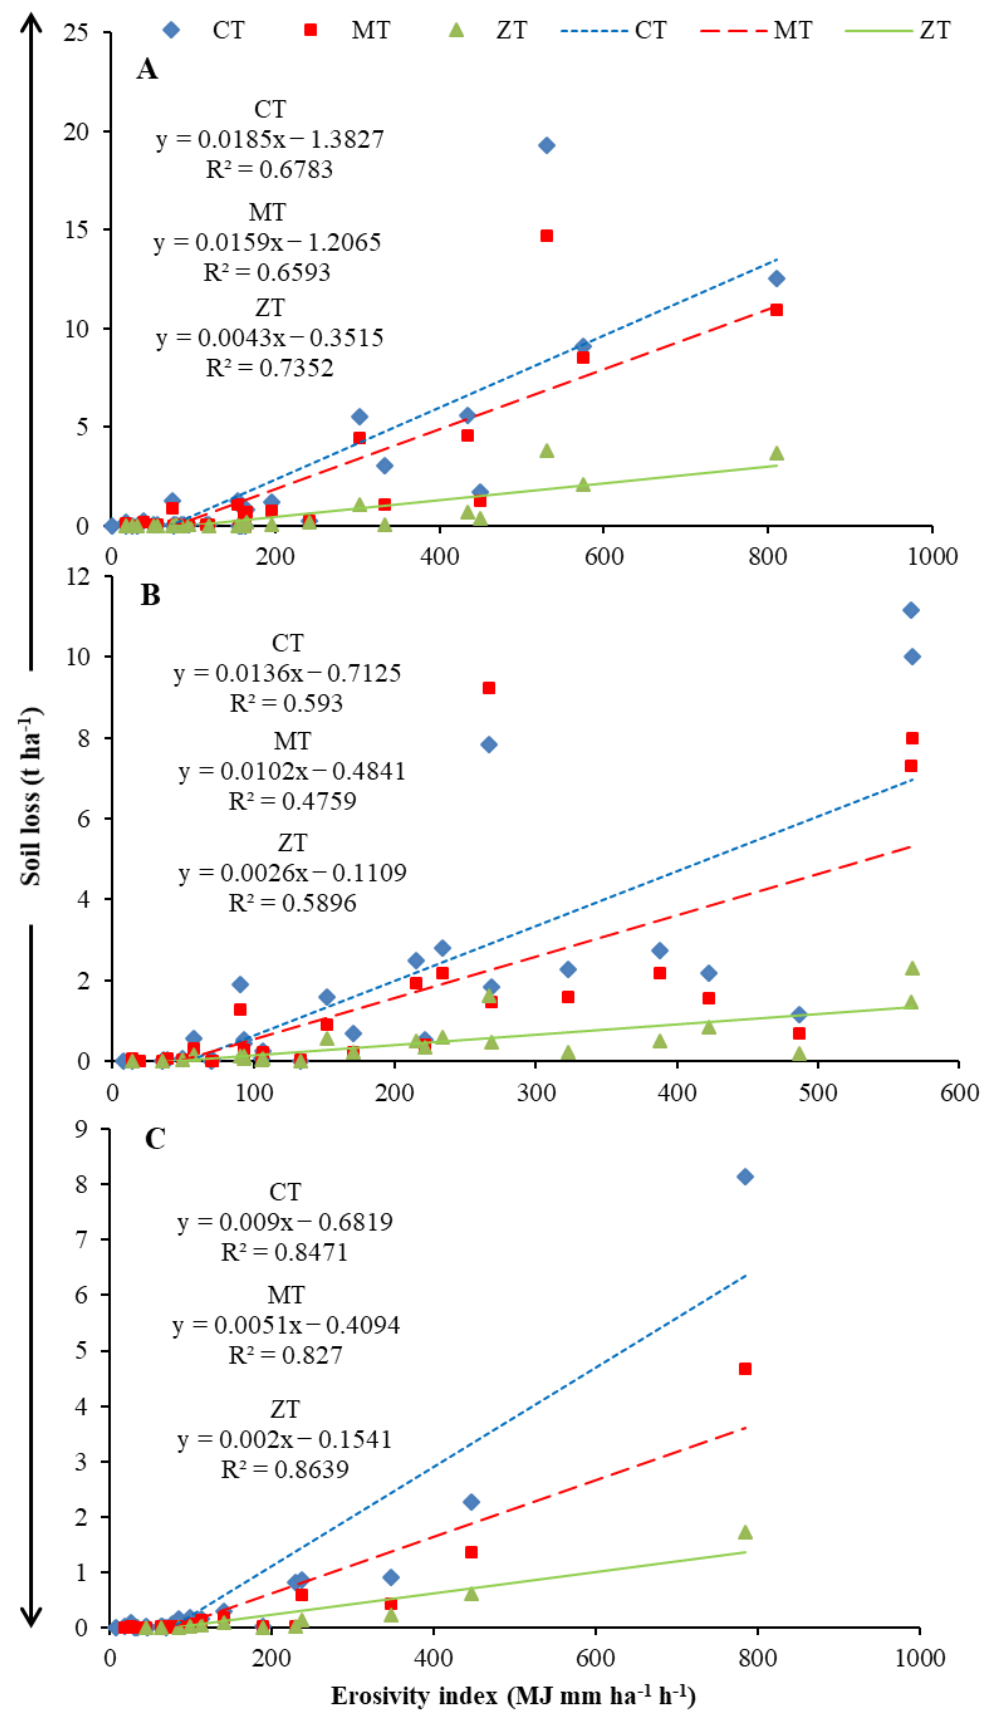 CT MT ZT CT MT ZT
25
A
CT
y = 0.0185x − 1.3827
R² = 0.6783
20
MT
y = 0.0159x − 1.2065
R² = 0.6593
15
ZT
y = 0.0043x − 0.3515
R² = 0.7352
10
5
0
0 200 400 600 800 1000
12
B
CT
y = 0.0136x − 0.7125
R² = 0.593
10
MT
y = 0.0102x − 0.4841
R² = 0.4759
8
ZT
y = 0.0026x − 0.1109
R² = 0.5896
6
4
2
0
0 100 200 300 400 500 600
Soil loss (t ha⁻¹)
9
C
8
CT
y = 0.009x − 0.6819
R² = 0.8471
7
6
MT
y = 0.0051x − 0.4094
R² = 0.827
5
4
ZT
y = 0.002x − 0.1541
R² = 0.8639
3
2
1
0
0 200 400 600 800 1000
Erosivity index (MJ mm ha⁻¹ h⁻¹)